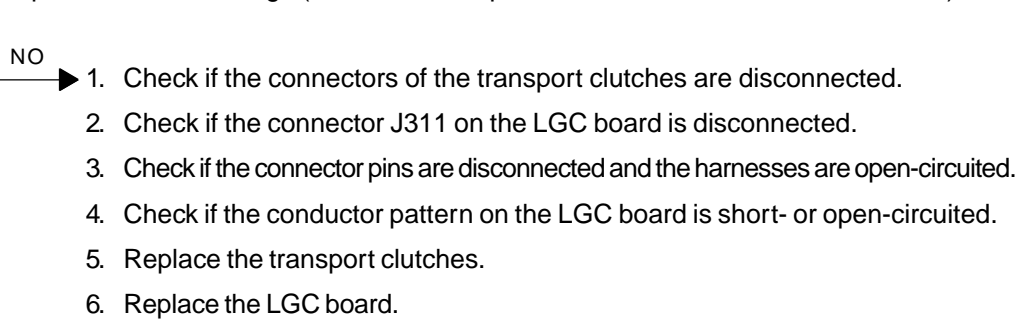 NO
1. Check if the connectors of the transport clutches are disconnected.
2. Check if the connector J311 on the LGC board is disconnected.
3. Check if the connector pins are disconnected and the harnesses are open-circuited.
4. Check if the conductor pattern on the LGC board is short- or open-circuited.
5. Replace the transport clutches.
6. Replace the LGC board.